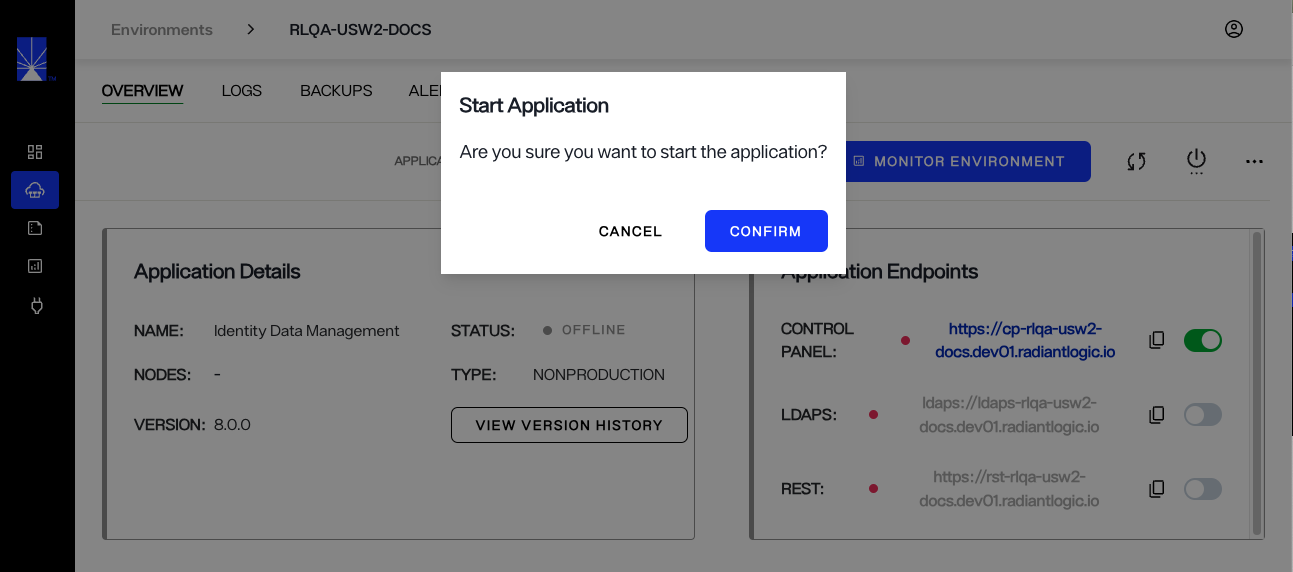 Environments > RLQA-USW2-DOCS
OVERVIEW LOGS BACKUPS
Start Application
Are you sure you want to start the application?
MONITOR ENVIRONMENT
CANCEL CONFIRM
Application Details
NAME: Identity Data Management
STATUS: OFFLINE
NODES: -
TYPE: NONPRODUCTION
VERSION: 8.0.0
VIEW VERSION HISTORY
Application Endpoints
CONTROL
PANEL:
https://cp-rlqa-usw2-
docs.dev01.radiantlogic.io
LDAPS:
ldaps://ldaps-rlqa-usw2-
docs.dev01.radiantlogic.io
REST:
https://rst-rlqa-usw2-
docs.dev01.radiantlogic.io